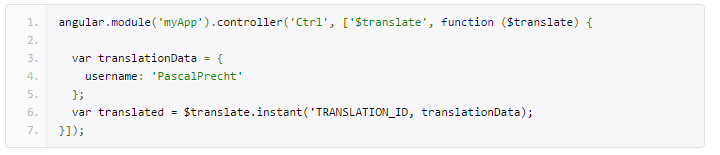 1. angular.module('myApp').controller('Ctrl', ['$translate', function ($translate) {
2.
3.   var translationData = {
4.     username: 'PascalPrecht'
5.   };
6.   var translated = $translate.instant('TRANSLATION_ID, translationData);
7. }]);